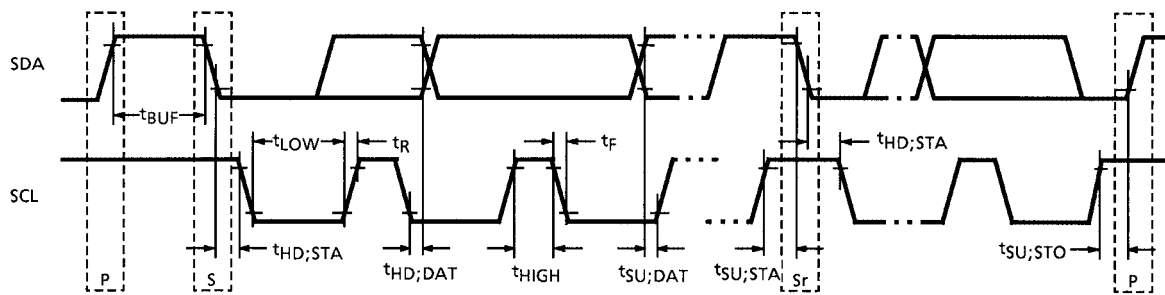 SDA
tBUF
tLOW
tR
tF
tHD;STA
SCL
tHD;STA
tHD;DAT
tHIGH
tSU;DAT
tSU;STA
tSU;STO
P
S
Sr
P